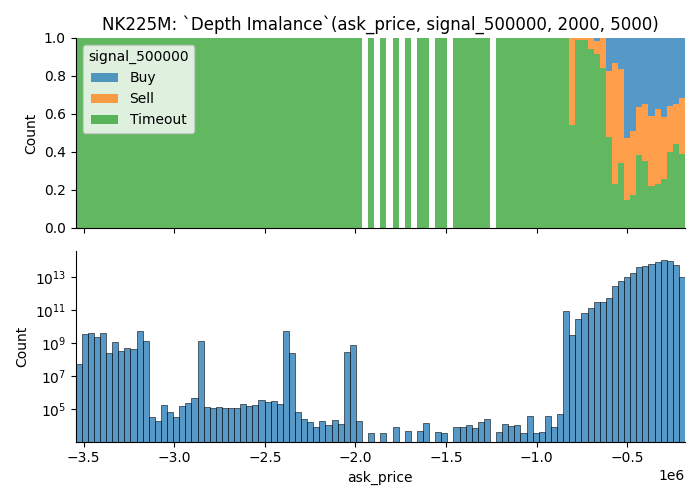 NK225M: `Depth Imalance`(ask_price, signal_500000, 2000, 5000)
1.0
0.8
0.6
0.4
0.2
0.0
Count
signal_500000
Buy
Sell
Timeout
10^13
10^11
10^9
10^7
10^5
Count
−3.5 −3.0 −2.5 −2.0 −1.5 −1.0 −0.5
1e6
ask_price